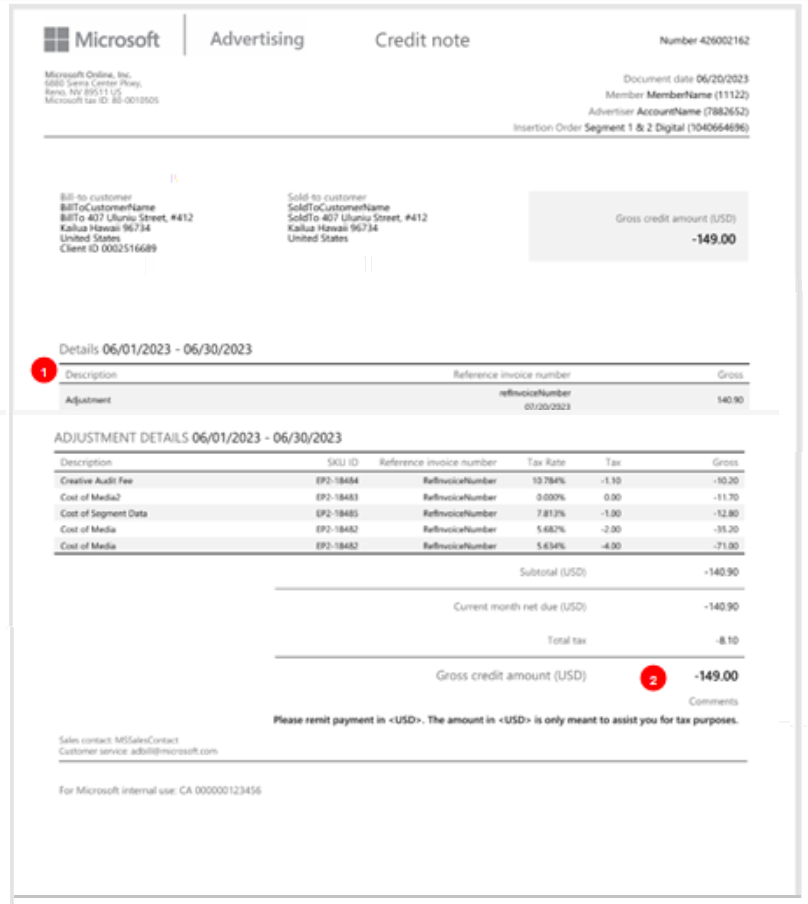 Microsoft Advertising Credit note Number 426002162
Microsoft Online, Inc.
6880 Sierra Center Pkwy,
Reno, NV 89511 US
Microsoft tax ID: 80-0010505
Document date 06/20/2023
Member MemberName (11122)
Advertiser AccountName (7882652)
Insertion Order Segment 1 & 2 Digital (1040664696)
Bill-to customer
BillToCustomerName
BillTo 407 Uluniu Street, #412
Kailua Hawaii 96734
United States
Client ID 0002516689
Sold-to customer
SoldToCustomerName
SoldTo 407 Uluniu Street, #412
Kailua Hawaii 96734
United States
Gross credit amount (USD)
-149.00
Details 06/01/2023 - 06/30/2023
1
Description Reference invoice number Gross
Adjustment refInvoiceNumber 140.90
07/20/2023
ADJUSTMENT DETAILS 06/01/2023 - 06/30/2023
Description SKU ID Reference invoice number Tax Rate Tax Gross
Creative Audit Fee EP2-18484 RefInvoiceNumber 10.784% -1.10 -10.20
Cost of Media2 EP2-18483 RefInvoiceNumber 0.000% 0.00 -11.70
Cost of Segment Data EP2-18485 RefInvoiceNumber 7.813% -1.00 -12.80
Cost of Media EP2-18482 RefInvoiceNumber 5.682% -2.00 -35.20
Cost of Media EP2-18482 RefInvoiceNumber 5.634% -4.00 -71.00
Subtotal (USD) -140.90
Current month net due (USD) -140.90
Total tax -8.10
Gross credit amount (USD) 2 -149.00
Comments
Please remit payment in <USD>. The amount in <USD> is only meant to assist you for tax purposes.
Sales contact: MSSalesContact
Customer service: adbill@microsoft.com
For Microsoft internal use: CA 000000123456